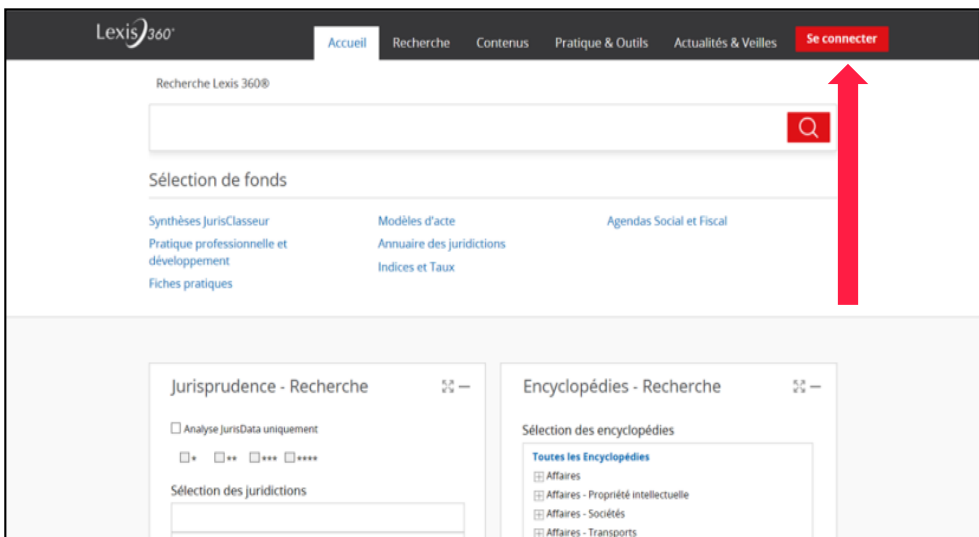 Lexis 360®
Accueil Recherche Contenus Pratique & Outils Actualités & Veilles Se connecter
Recherche Lexis 360®
Sélection de fonds
Synthèses JurisClasseur
Pratique professionnelle et
développement
Fiches pratiques
Modèles d'acte
Annuaire des juridictions
Indices et Taux
Agendas Social et Fiscal
Jurisprudence - Recherche
Analyse JurisData uniquement
* ** *** ****
Sélection des juridictions
Encyclopédies - Recherche
Sélection des encyclopédies
Toutes les Encyclopédies
Affaires
Affaires - Propriété intellectuelle
Affaires - Sociétés
Affaires - Transports